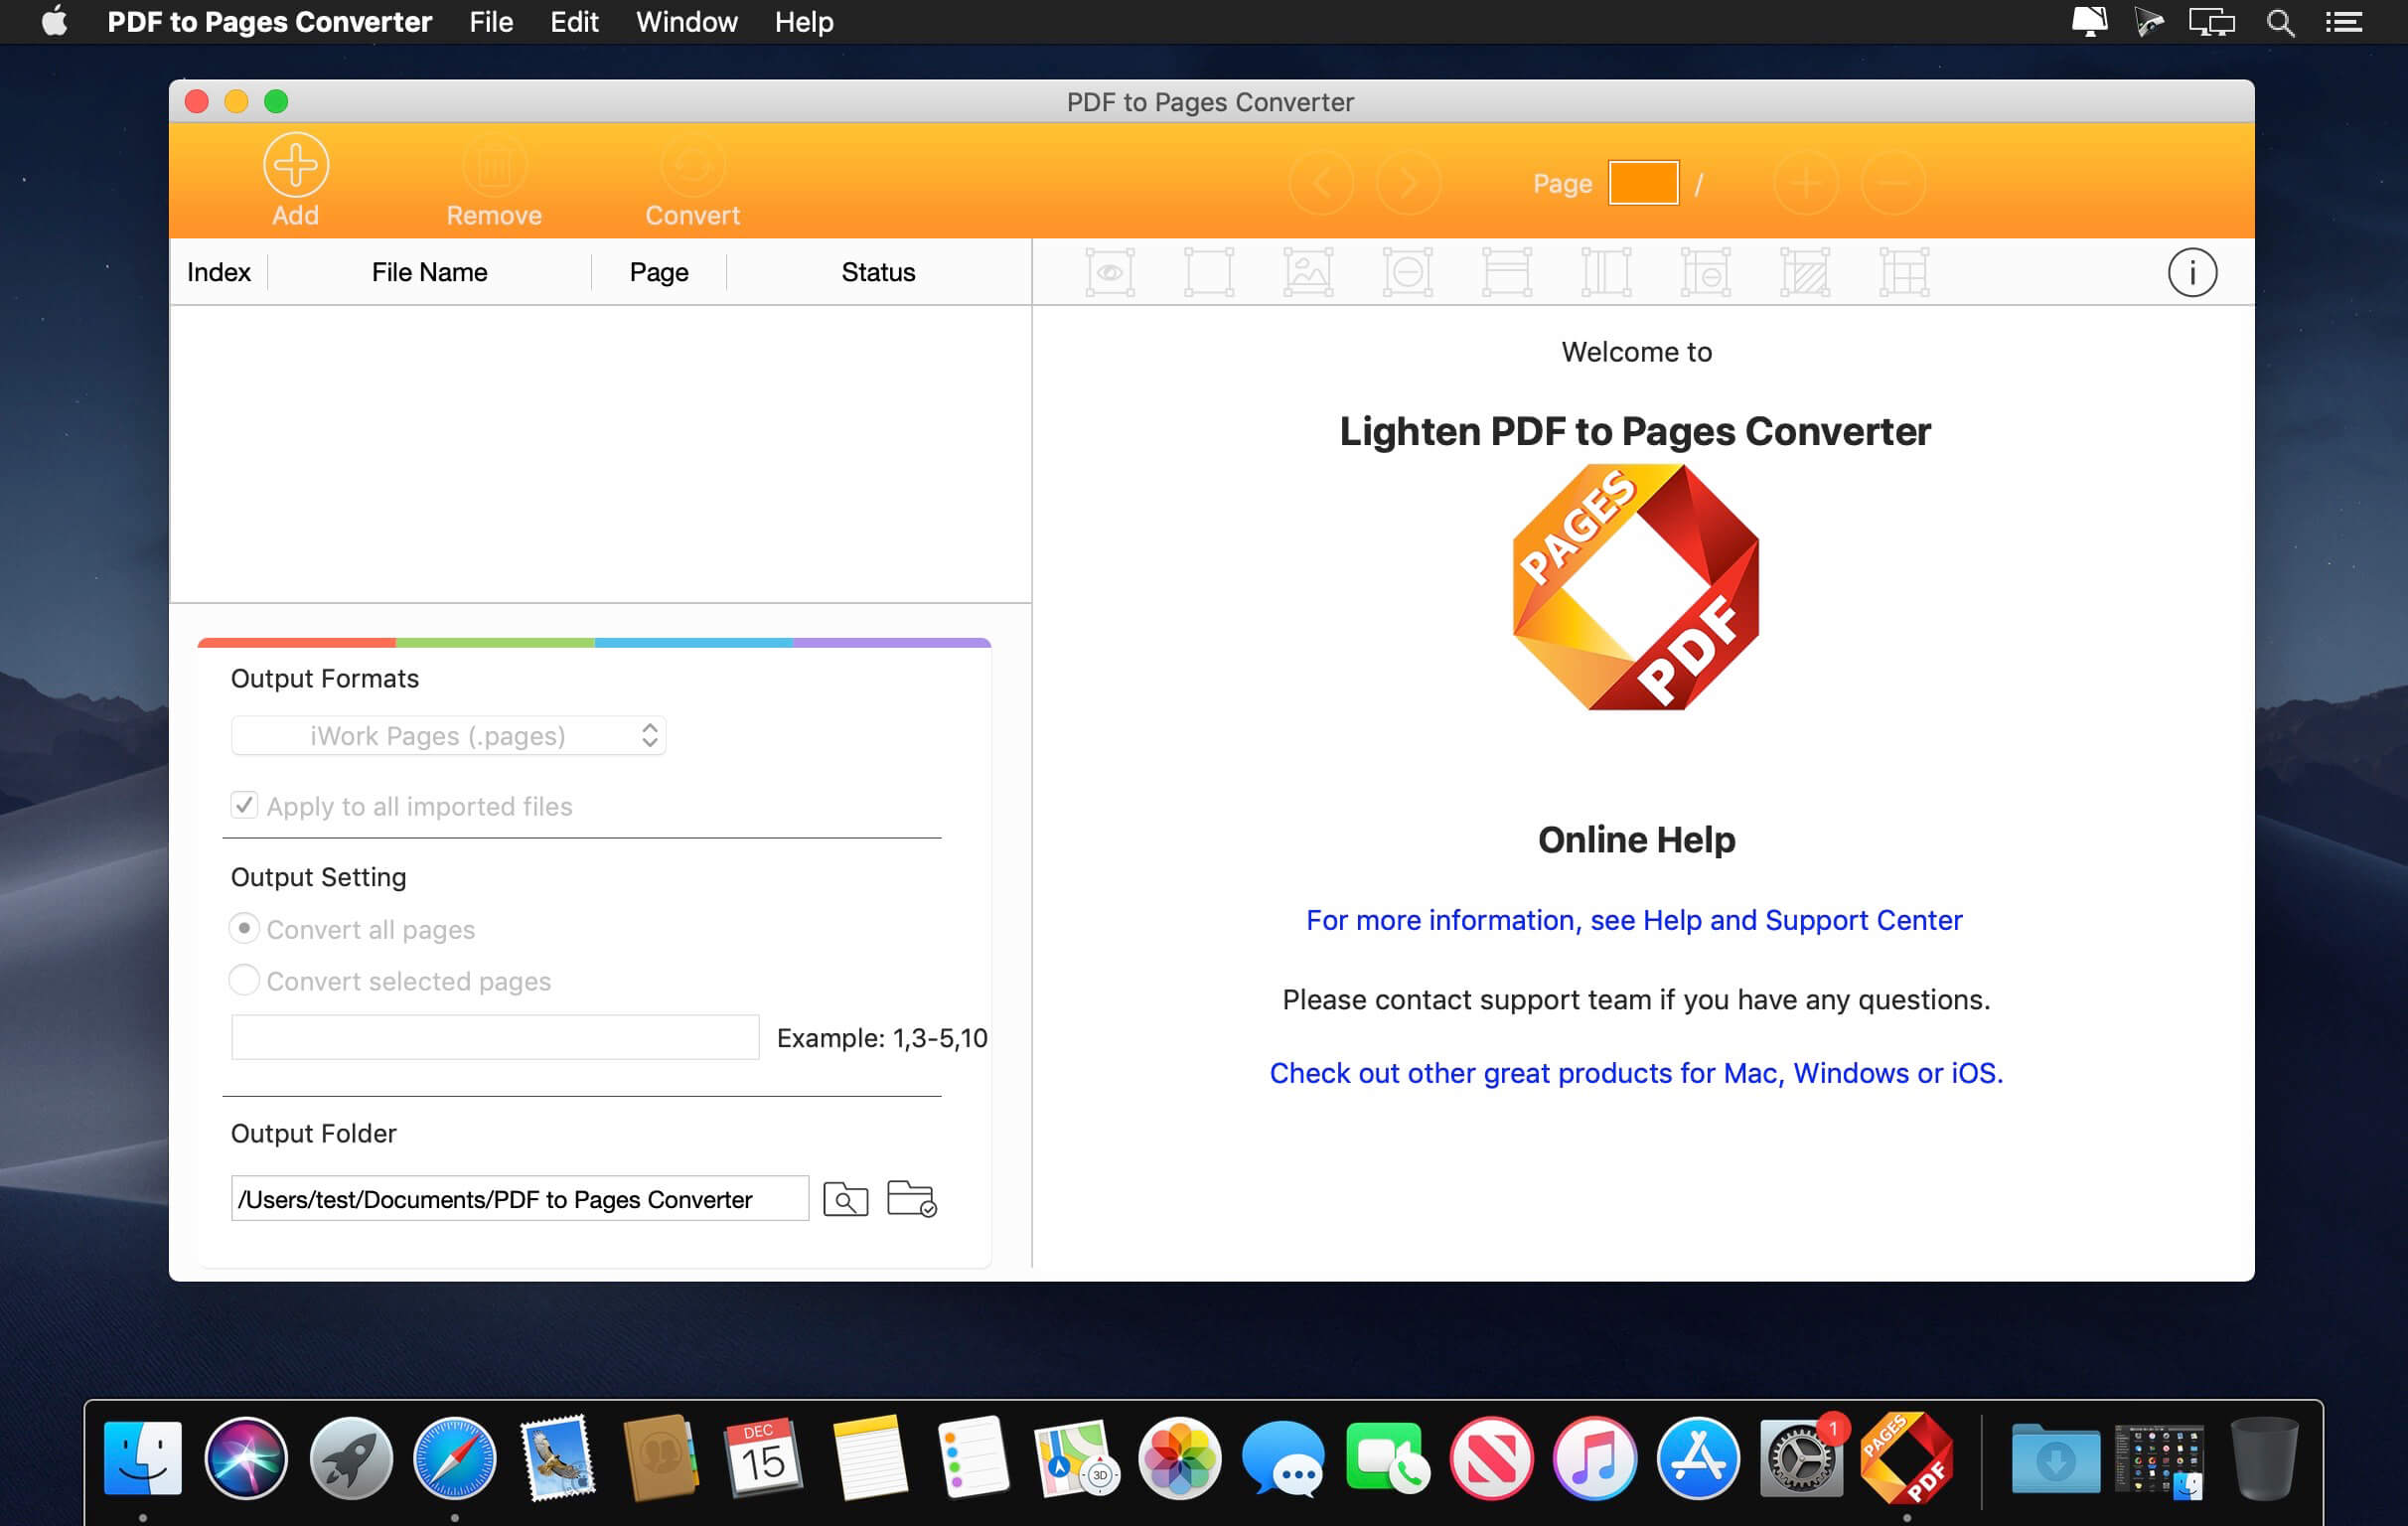 PDF to Pages Converter File Edit Window Help
PDF to Pages Converter
Add Remove Convert Page /
Index File Name Page Status
Welcome to
Lighten PDF to Pages Converter
PAGES
PDF
Output Formats
iWork Pages (.pages)
Apply to all imported files
Output Setting
Convert all pages
Convert selected pages
Example: 1,3-5,10
Output Folder
/Users/test/Documents/PDF to Pages Converter
Online Help
For more information, see Help and Support Center
Please contact support team if you have any questions.
Check out other great products for Mac, Windows or iOS.
DEC
15
3D
1
PAGES
PDF